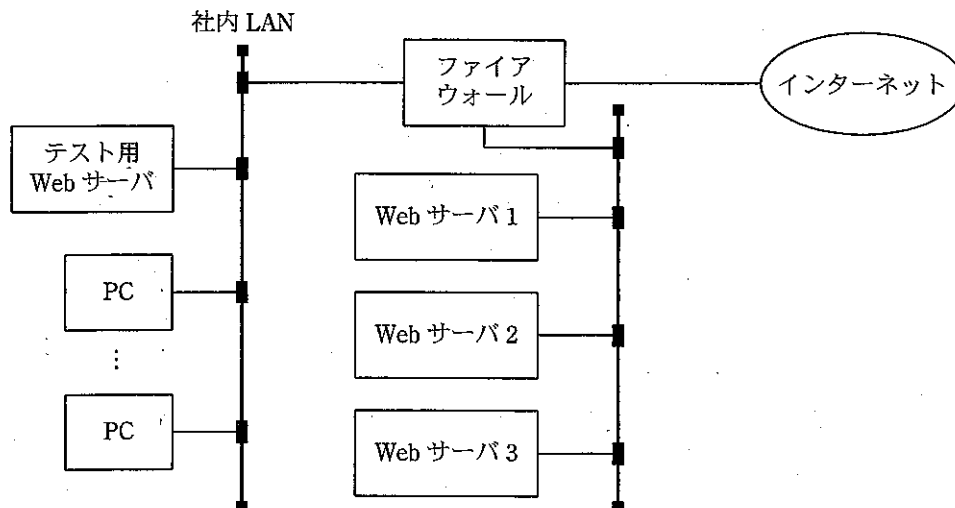 社内 LAN
ファイア
ウォール
インターネット
テスト用
Web サーバ
Web サーバ 1
PC
Web サーバ 2
⋮
PC
Web サーバ 3